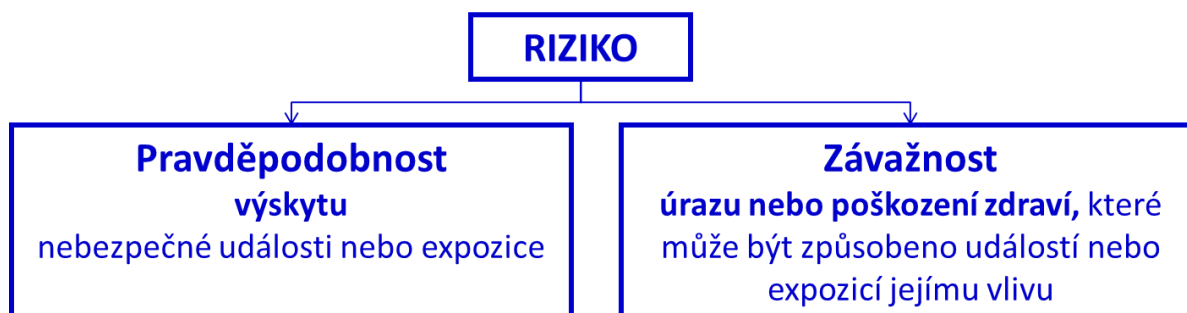 RIZIKO
Pravděpodobnost
výskytu
nebezpečné události nebo expozice
Závažnost
úrazu nebo poškození zdraví, které
může být způsobeno událostí nebo
expozicí jejímu vlivu